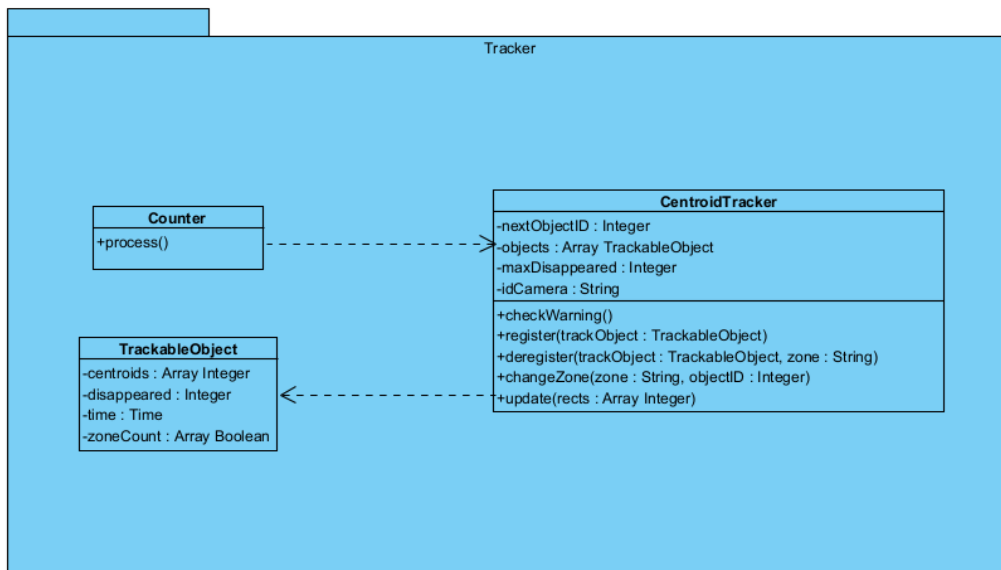 Tracker
Counter
+process()
CentroidTracker
-nextObjectID : Integer
-objects : Array TrackableObject
-maxDisappeared : Integer
-idCamera : String
+checkWarning()
+register(trackObject : TrackableObject)
+deregister(trackObject : TrackableObject, zone : String)
+changeZone(zone : String, objectID : Integer)
+update(rects : Array Integer)
TrackableObject
-centroids : Array Integer
-disappeared : Integer
-time : Time
-zoneCount : Array Boolean